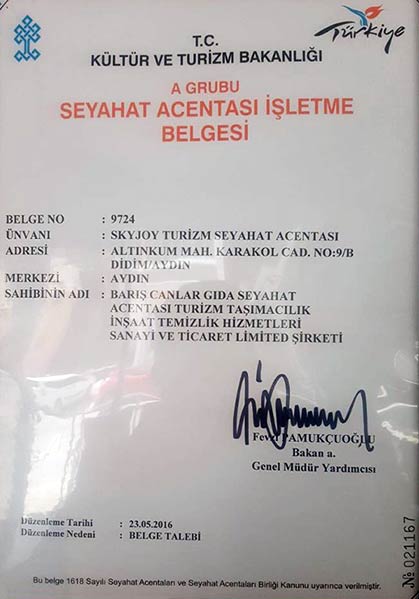 Türkiye
T.C.
KÜLTÜR VE TURİZM BAKANLIĞI
A GRUBU
SEYAHAT ACENTASI İŞLETME
BELGESİ
BELGE NO : 9724
ÜNVANI : SKYJOY TURİZM SEYAHAT ACENTASI
ADRESİ : ALTINKUM MAH. KARAKOL CAD. NO:9/B
DİDİM/AYDIN
MERKEZİ : AYDIN
SAHİBİNİN ADI : BARIŞ CANLAR GIDA SEYAHAT
ACENTASI TURİZM TAŞIMACILIK
İNŞAAT TEMİZLİK HİZMETLERİ
SANAYİ VE TİCARET LİMİTED ŞİRKETİ
Fevzi PAMUKÇUOĞLU
Bakan a.
Genel Müdür Yardımcısı
Düzenleme Tarihi : 23.05.2016
Düzenleme Nedeni : BELGE TALEBİ
№ 021167
Bu belge 1618 Sayılı Seyahat Acentaları ve Seyahat Acentaları Birliği Kanunu uyarınca verilmiştir.